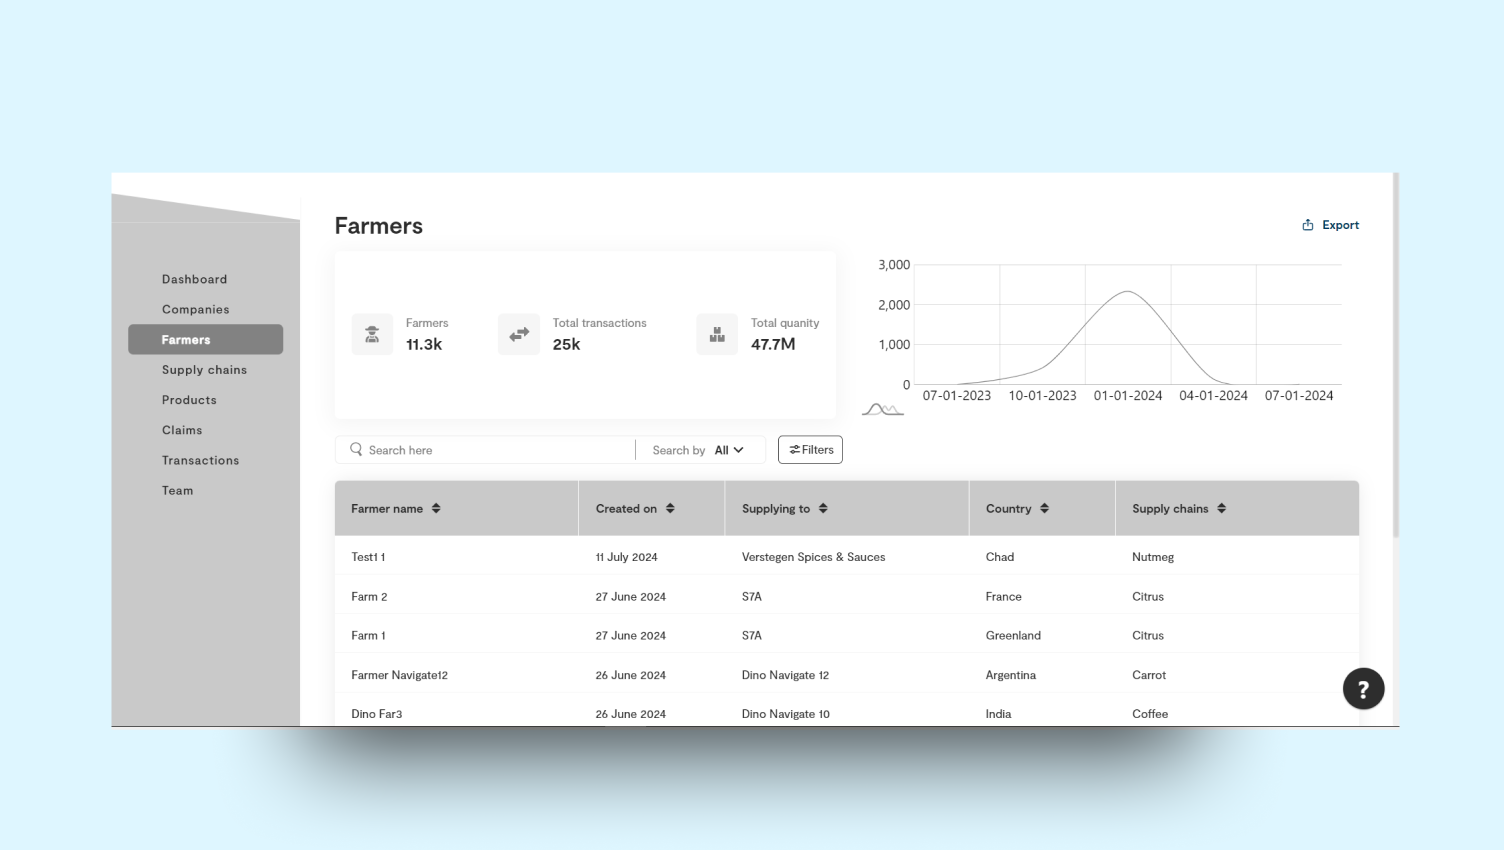 Farmers
Export
Dashboard
Companies
Farmers
Supply chains
Products
Claims
Transactions
Team
Farmers
11.3k
Total transactions
25k
Total quanity
47.7M
3,000
2,000
1,000
0
07-01-2023 10-01-2023 01-01-2024 04-01-2024 07-01-2024
Search here Search by All Filters
Farmer name Created on Supplying to Country Supply chains
Test1 1 11 July 2024 Verstegen Spices & Sauces Chad Nutmeg
Farm 2 27 June 2024 S7A France Citrus
Farm 1 27 June 2024 S7A Greenland Citrus
Farmer Navigate12 26 June 2024 Dino Navigate 12 Argentina Carrot
Dino Far3 26 June 2024 Dino Navigate 10 India Coffee
?